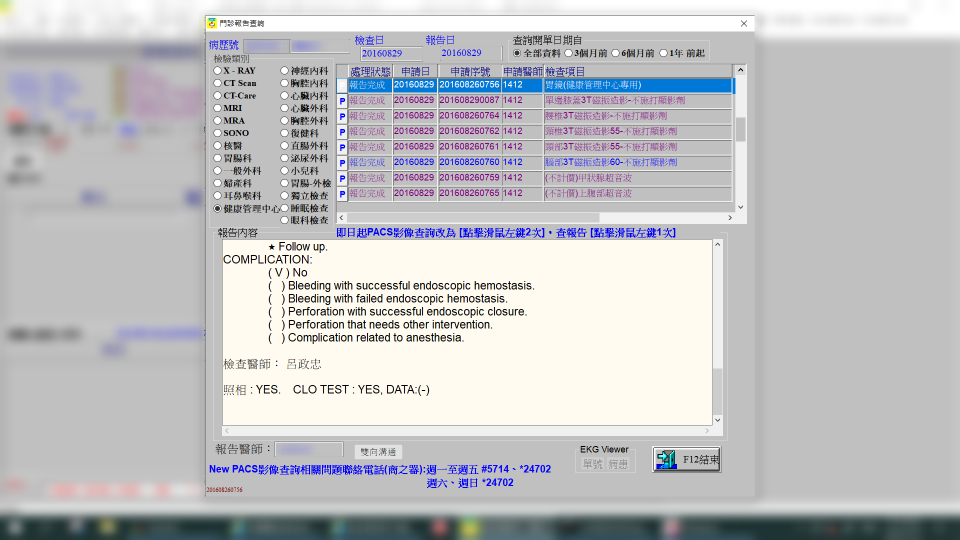 門診報告查詢
病歷號
檢查日
20160829
報告日
20160829
查詢開單日期自
全部資料 3個月前 6個月前 1年 前起
檢驗類別
X - RAY 神經內科
CT Scan 胸腔內科
CT-Care 心臟內科
MRI 心臟外科
MRA 胸腔外科
SONO 復健科
核醫 直腸外科
胃腸科 泌尿外科
一般外科 小兒科
婦產科 胃腸-外檢
耳鼻喉科 獨立檢查
健康管理中心 睡眠檢查
眼科檢查
處理狀態 申請日 申請序號 申請醫師 檢查項目
報告完成 20160829 201608260756 1412 胃鏡(健康管理中心專用)
P 報告完成 20160829 201608290087 1412 單邊膝蓋3T磁振造影-不施打顯影劑
P 報告完成 20160829 201608260764 1412 腰椎3T磁振造影-不施打顯影劑
P 報告完成 20160829 201608260762 1412 頸椎3T磁振造影55-不施打顯影劑
P 報告完成 20160829 201608260761 1412 頸部3T磁振造影55-不施打顯影劑
P 報告完成 20160829 201608260760 1412 腦部3T磁振造影60-不施打顯影劑
P 報告完成 20160829 201608260759 1412 (不計價)甲狀腺超音波
P 報告完成 20160829 201608260765 1412 (不計價)上腹部超音波
報告內容
即日起PACS影像查詢改為 [點擊滑鼠左鍵2次]，查報告 [點擊滑鼠左鍵1次]
★ Follow up.
COMPLICATION:
( V ) No
( ) Bleeding with successful endoscopic hemostasis.
( ) Bleeding with failed endoscopic hemostasis.
( ) Perforation with successful endoscopic closure.
( ) Perforation that needs other intervention.
( ) Complication related to anesthesia.
檢查醫師： 呂政忠
照相 : YES. CLO TEST : YES, DATA:(-)
報告醫師：
雙向溝通
EKG Viewer
單號 病患
F12結束
New PACS影像查詢相關問題聯絡電話(商之器):週一至週五 #5714、*24702
週六、週日 *24702
201608260756